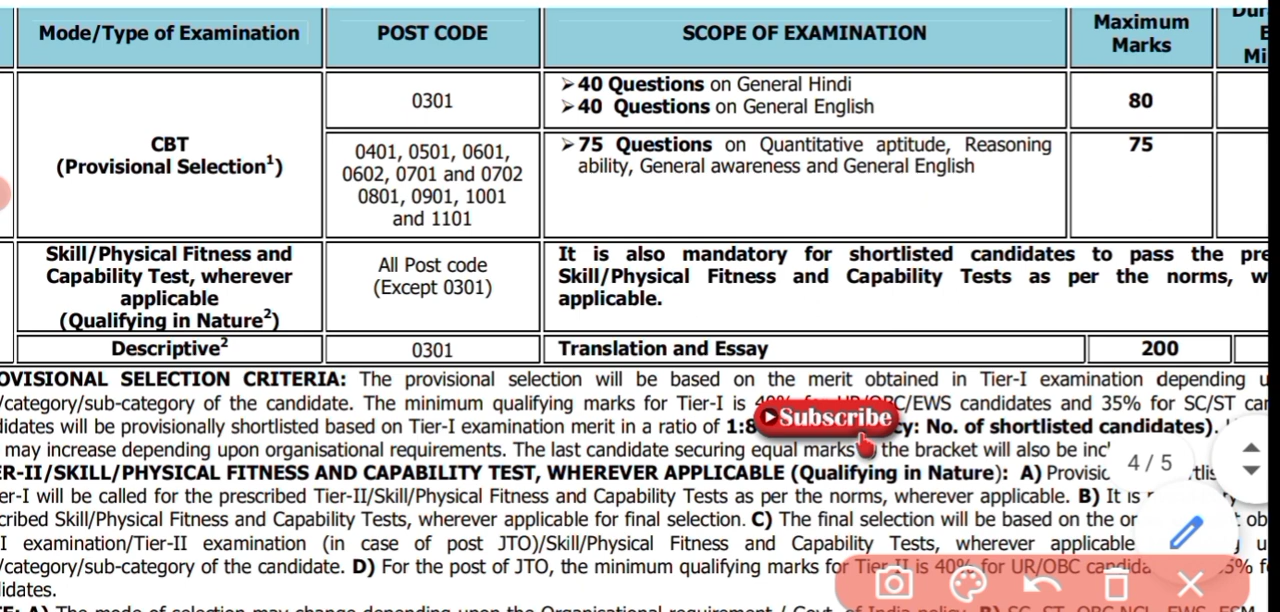 Mode/Type of Examination
POST CODE
SCOPE OF EXAMINATION
Maximum
Marks
CBT
(Provisional Selection¹)
0301
➢40 Questions on General Hindi
➢40 Questions on General English
80
0401, 0501, 0601,
0602, 0701 and 0702
0801, 0901, 1001
and 1101
➢75 Questions on Quantitative aptitude, Reasoning
ability, General awareness and General English
75
Skill/Physical Fitness and
Capability Test, wherever
applicable
(Qualifying in Nature²)
All Post code
(Except 0301)
It is also mandatory for shortlisted candidates to pass the
Skill/Physical Fitness and Capability Tests as per the norms,
applicable.
Descriptive²
0301
Translation and Essay
200
OVISIONAL SELECTION CRITERIA: The provisional selection will be based on the merit obtained in Tier-I examination depending
/category/sub-category of the candidate. The minimum qualifying marks for Tier-I is 40% for UR/OBC/EWS candidates and 35% for SC/ST
didates will be provisionally shortlisted based on Tier-I examination merit in a ratio of 1:8 No. of shortlisted candidates).
Subscribe
may increase depending upon organisational requirements. The last candidate securing equal marks the bracket will also be
4 / 5
ER-II/SKILL/PHYSICAL FITNESS AND CAPABILITY TEST, WHEREVER APPLICABLE (Qualifying in Nature): A)
er-I will be called for the prescribed Tier-II/Skill/Physical Fitness and Capability Tests as per the norms, wherever applicable. B) It is
cribed Skill/Physical Fitness and Capability Tests, wherever applicable for final selection. C) The final selection will be based on the
I examination/Tier-II examination (in case of post JTO)/Skill/Physical Fitness and Capability Tests, wherever applicable
/category/sub-category of the candidate. D) For the post of JTO, the minimum qualifying marks for Tier II is 40% for UR/OBC
lidates.